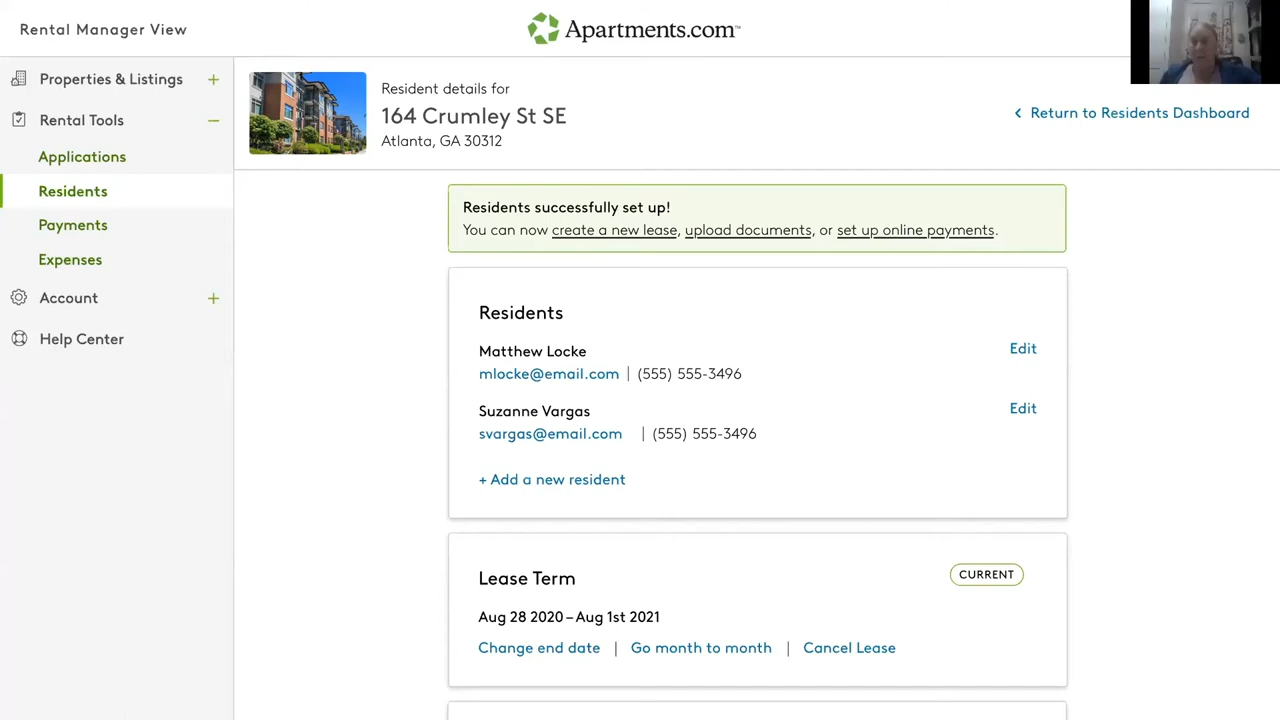 Rental Manager View
Apartments.com™
Properties & Listings +
Rental Tools –
Applications
Residents
Payments
Expenses
Account +
Help Center
Resident details for
164 Crumley St SE
Atlanta, GA 30312
< Return to Residents Dashboard
Residents successfully set up!
You can now create a new lease, upload documents, or set up online payments.
Residents
Matthew Locke
Edit
mlocke@email.com | (555) 555-3496
Suzanne Vargas
Edit
svargas@email.com | (555) 555-3496
+ Add a new resident
Lease Term
CURRENT
Aug 28 2020 – Aug 1st 2021
Change end date | Go month to month | Cancel Lease